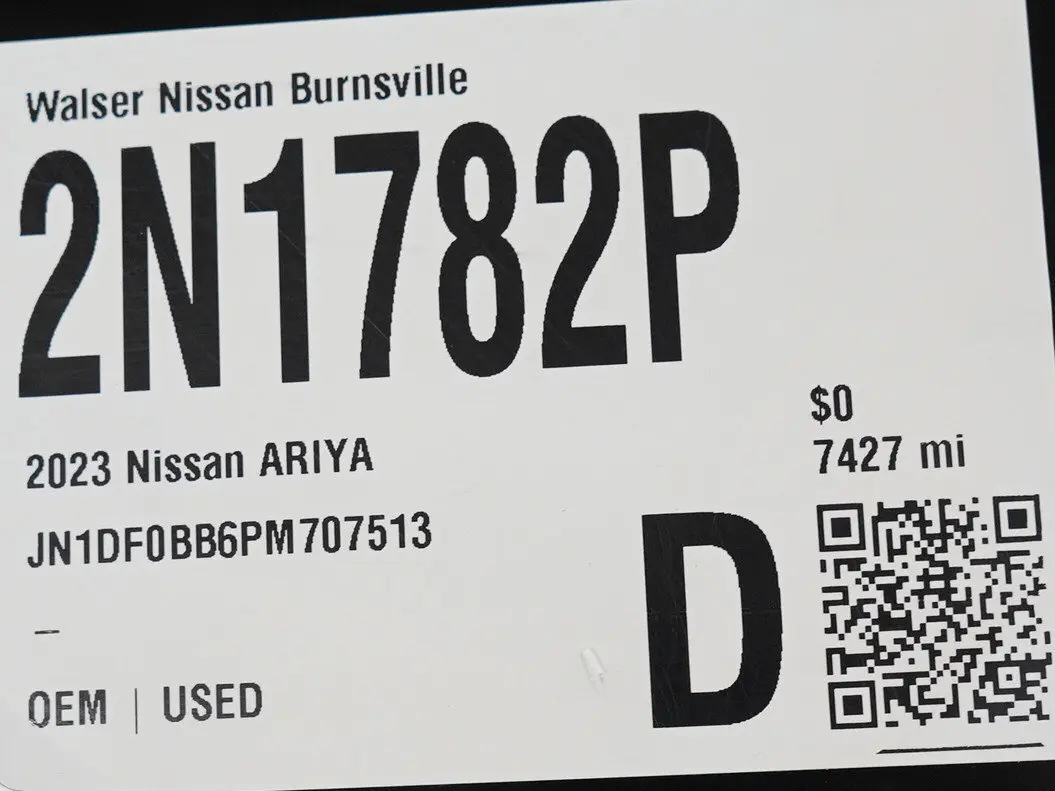 Walser Nissan Burnsville
2N1782P
$0
7427 mi
2023 Nissan ARIYA
JN1DF0BB6PM707513
D
–
OEM | USED